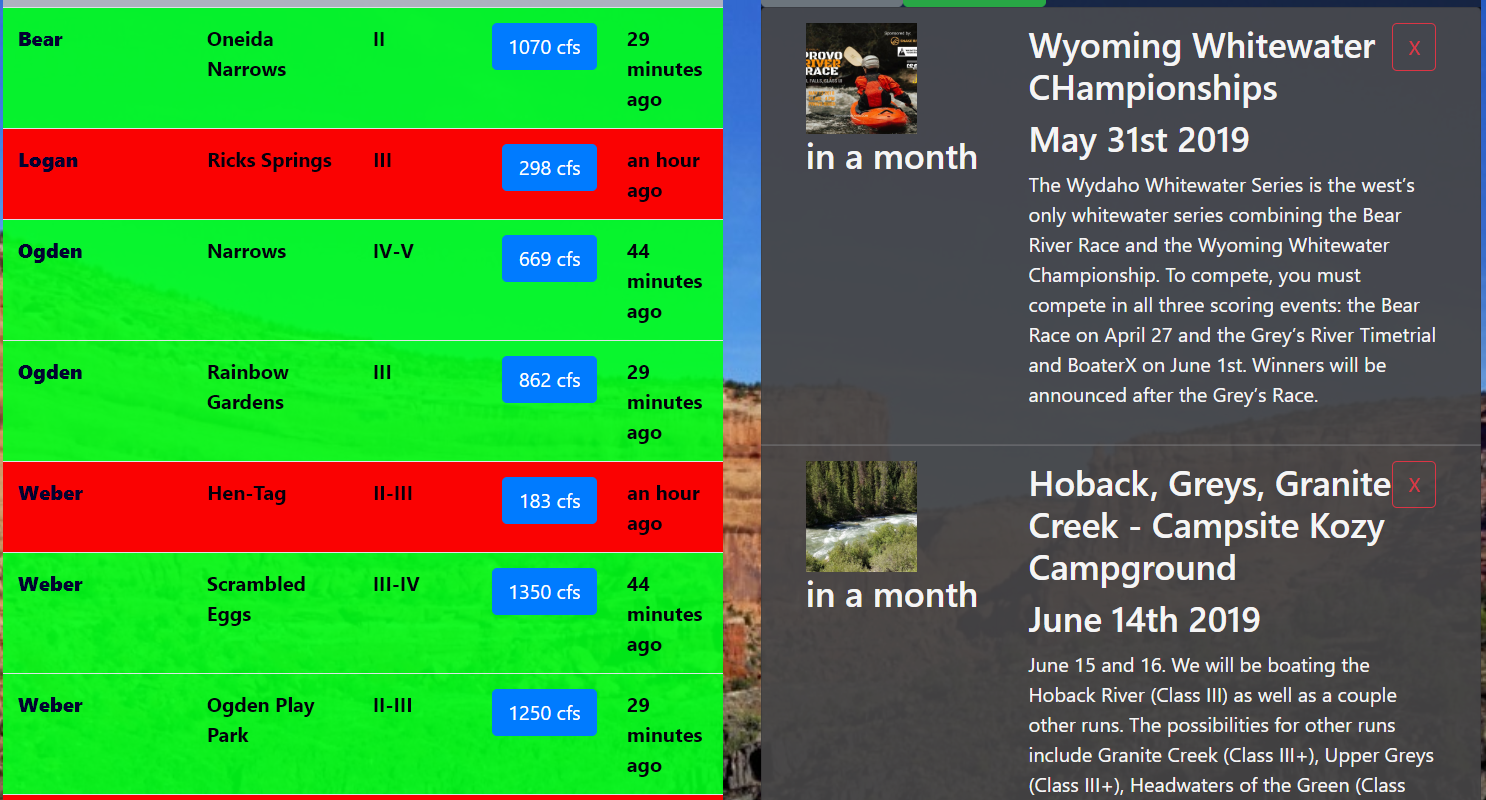 Bear Oneida II 1070 cfs 29
Narrows minutes
ago
Logan Ricks Springs III 298 cfs an hour
ago
Ogden Narrows IV-V 669 cfs 44
minutes
ago
Ogden Rainbow III 862 cfs 29
Gardens minutes
ago
Weber Hen-Tag II-III 183 cfs an hour
ago
Weber Scrambled III-IV 1350 cfs 44
Eggs minutes
ago
Weber Ogden Play II-III 1250 cfs 29
Park minutes
ago
PROVO
RIVER
RACE
in a month
Wyoming Whitewater X
CHampionships
May 31st 2019
The Wydaho Whitewater Series is the west’s
only whitewater series combining the Bear
River Race and the Wyoming Whitewater
Championship. To compete, you must
compete in all three scoring events: the Bear
Race on April 27 and the Grey’s River Timetrial
and BoaterX on June 1st. Winners will be
announced after the Grey’s Race.
in a month
Hoback, Greys, Granite X
Creek - Campsite Kozy
Campground
June 14th 2019
June 15 and 16. We will be boating the
Hoback River (Class III) as well as a couple
other runs. The possibilities for other runs
include Granite Creek (Class III+), Upper Greys
(Class III+), Headwaters of the Green (Class